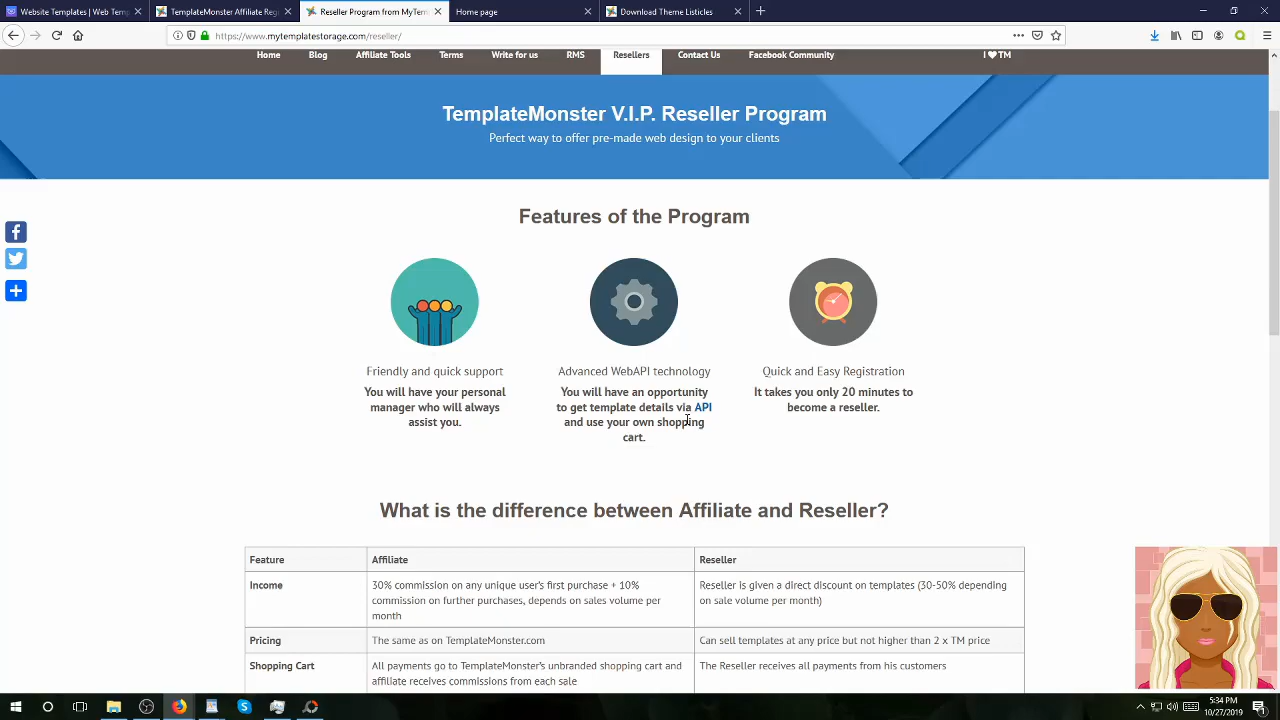 Website Templates | Web Temp
TemplateMonster Affiliate Regi
Reseller Program from MyTem
Home page
Download Theme Listicles
https://www.mytemplatestorage.com/reseller/
Home
Blog
Affiliate Tools
Terms
Write for us
RMS
Resellers
Contact Us
Facebook Community
I ❤ TM
TemplateMonster V.I.P. Reseller Program
Perfect way to offer pre-made web design to your clients
Features of the Program
Friendly and quick support
You will have your personal
manager who will always
assist you.
Advanced WebAPI technology
You will have an opportunity
to get template details via API
and use your own shopping
cart.
Quick and Easy Registration
It takes you only 20 minutes to
become a reseller.
What is the difference between Affiliate and Reseller?
Feature
Affiliate
Reseller
Income
30% commission on any unique user's first purchase + 10%
commission on further purchases, depends on sales volume per
month
Reseller is given a direct discount on templates (30-50% depending
on sale volume per month)
Pricing
The same as on TemplateMonster.com
Can sell templates at any price but not higher than 2 x TM price
Shopping Cart
All payments go to TemplateMonster's unbranded shopping cart and
affiliate receives commissions from each sale
The Reseller receives all payments from his customers
5:34 PM
10/27/2019